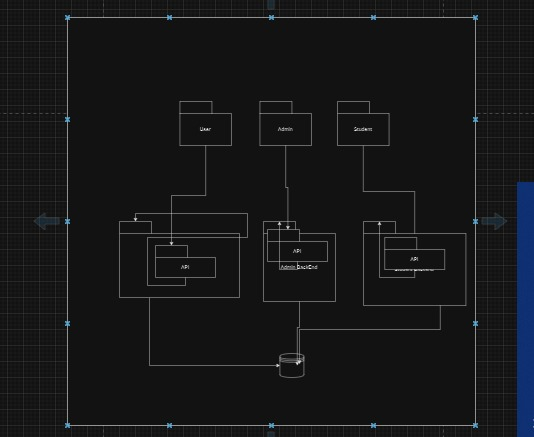 User
Admin
Student
API
API
Admin BackEnd
API